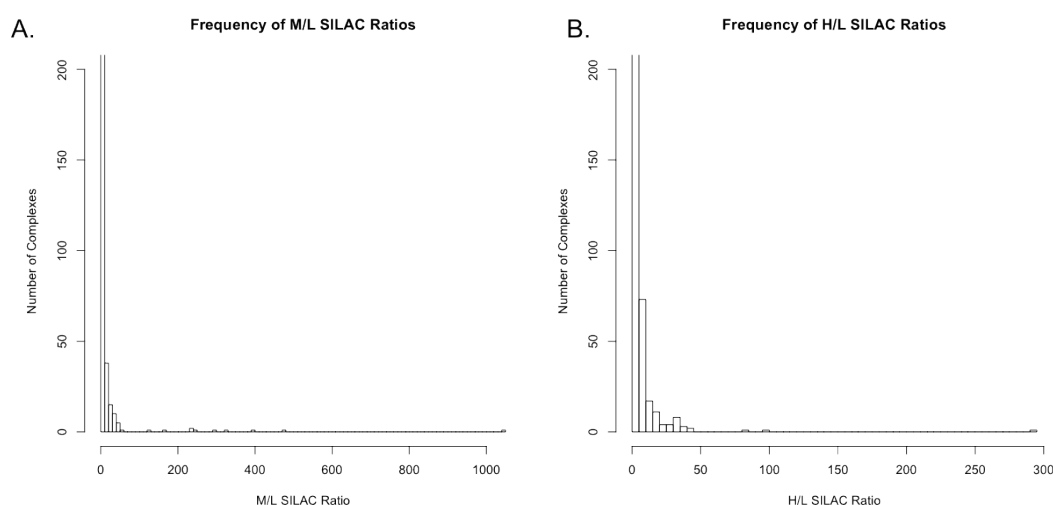 A.
Frequency of M/L SILAC Ratios
200
150
100
50
0
Number of Complexes
0 200 400 600 800 1000
M/L SILAC Ratio
B.
Frequency of H/L SILAC Ratios
200
150
100
50
0
Number of Complexes
0 50 100 150 200 250 300
H/L SILAC Ratio